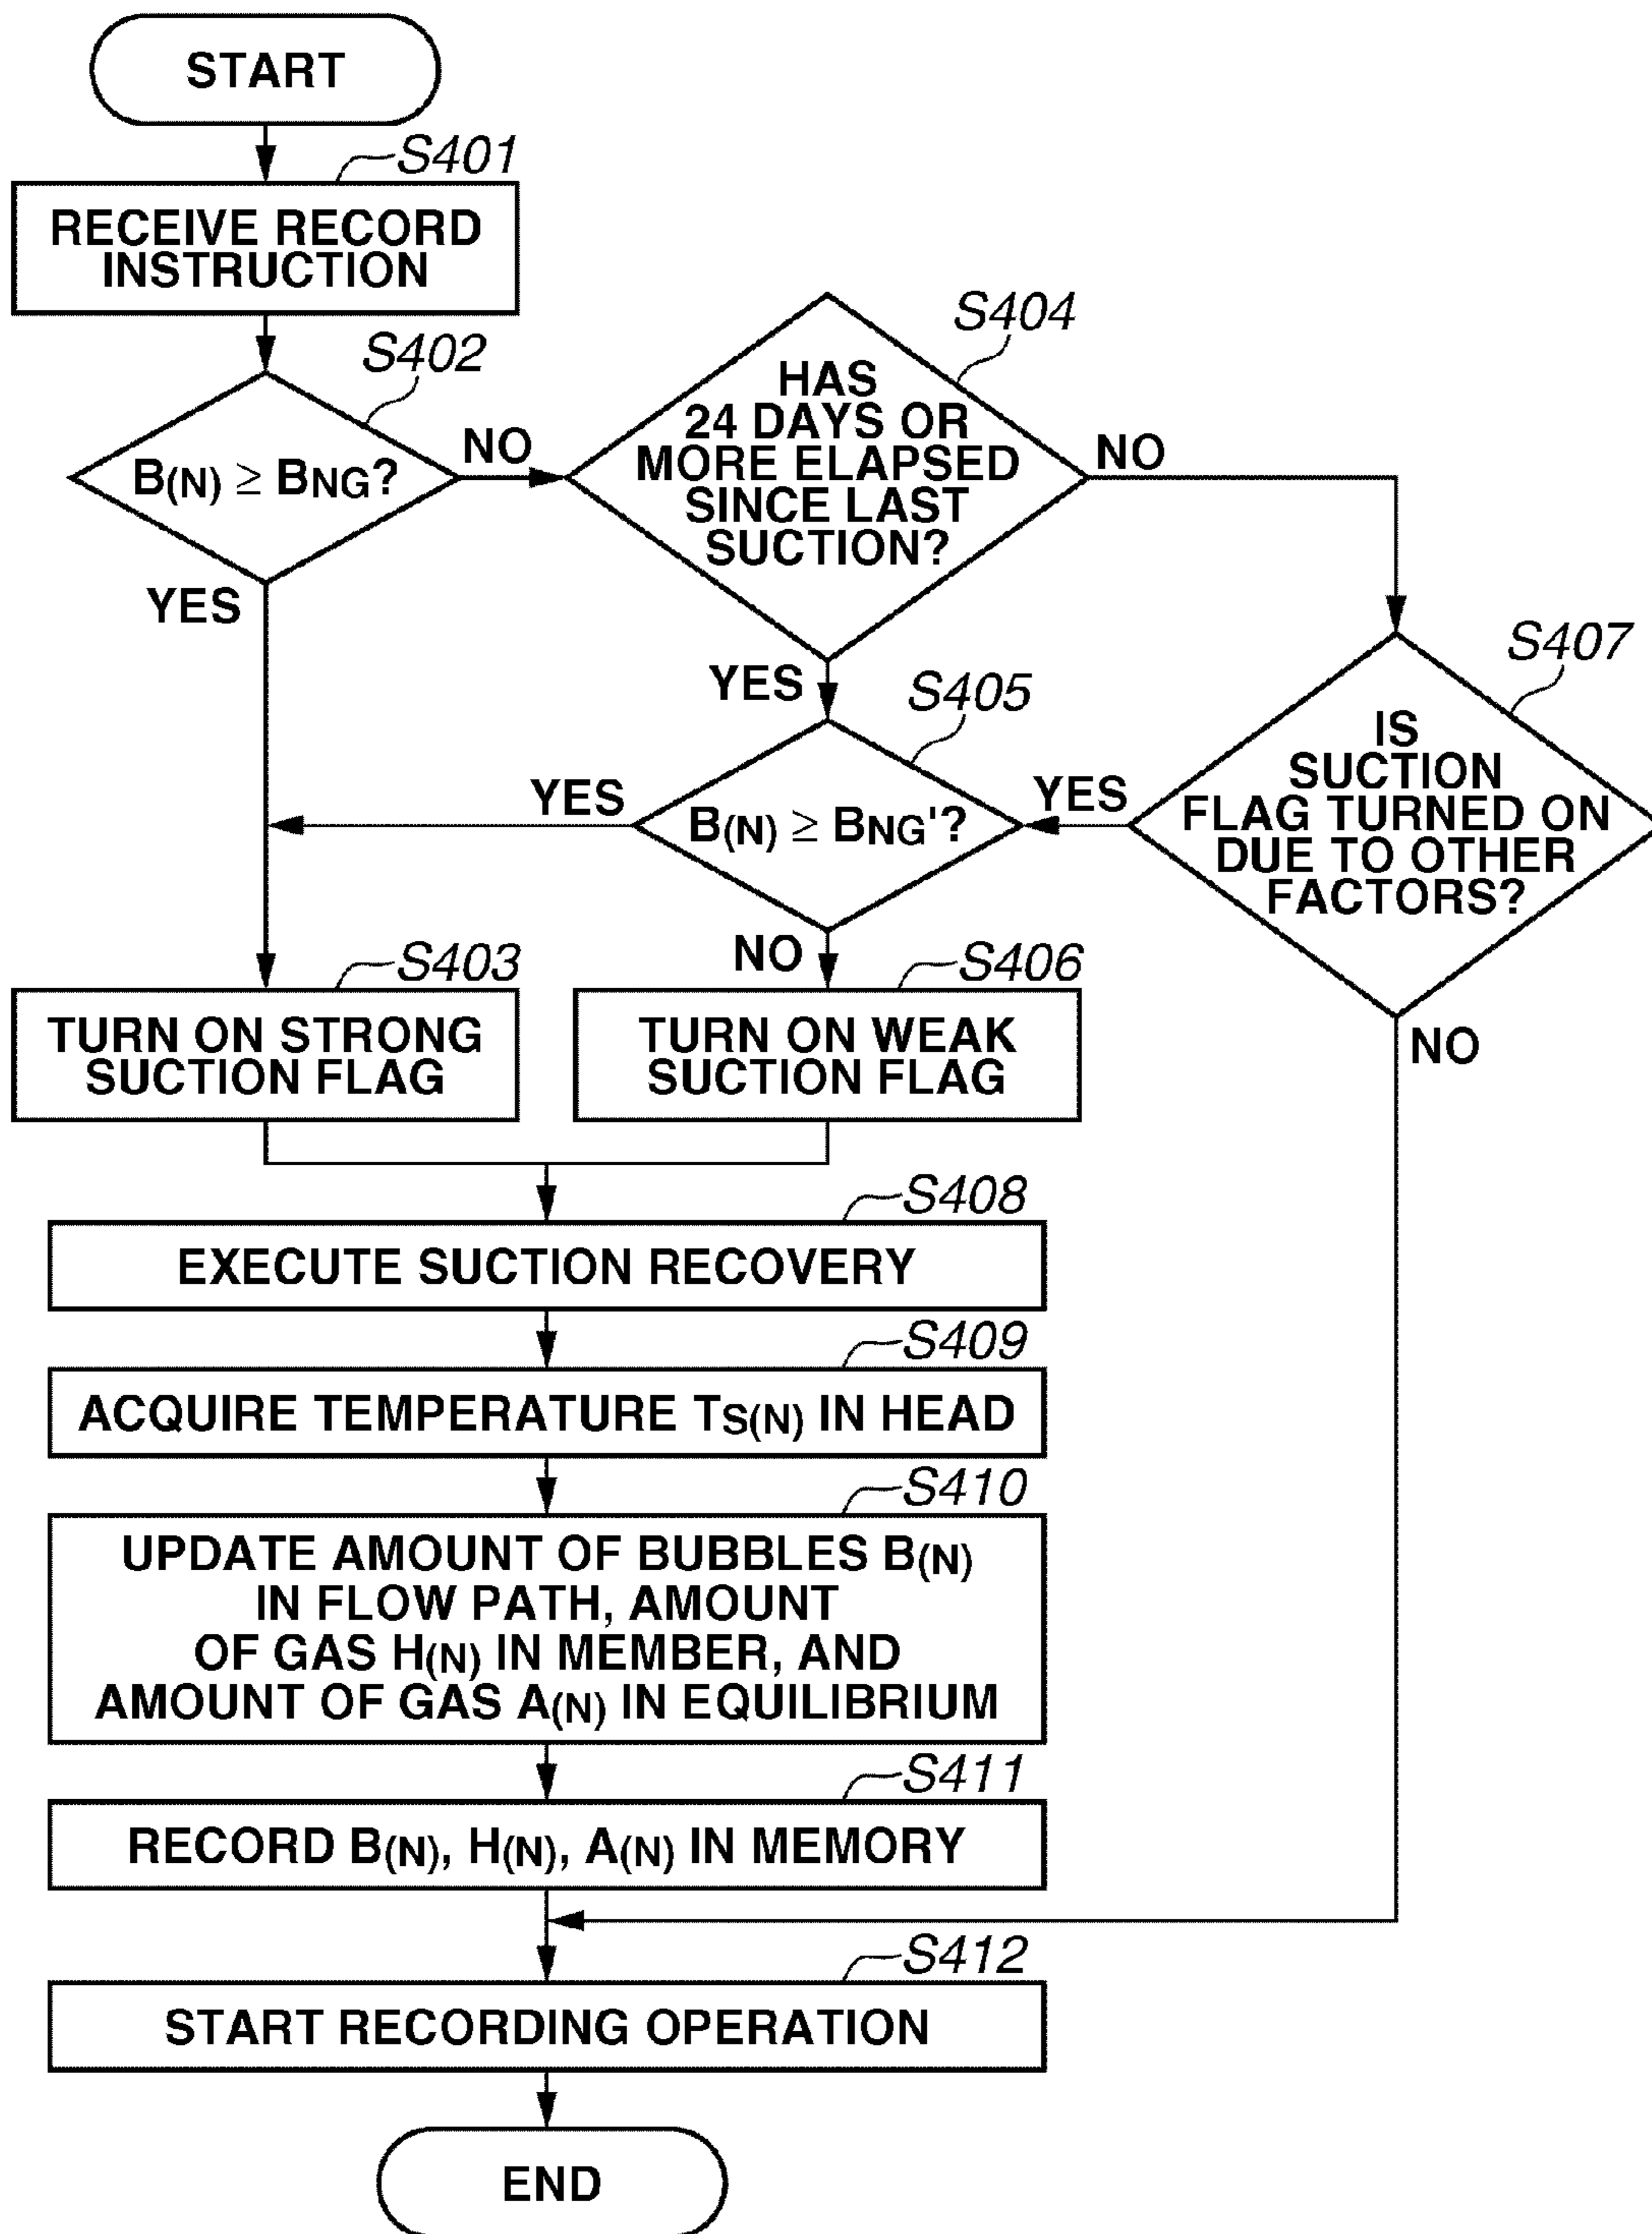 START
S401
RECEIVE RECORD
INSTRUCTION
S402
B(N) ≥ BNG?
NO
YES
S404
HAS
24 DAYS OR
MORE ELAPSED
SINCE LAST
SUCTION?
NO
YES
S405
B(N) ≥ BNG'?
YES
NO
S407
IS
SUCTION
FLAG TURNED ON
DUE TO OTHER
FACTORS?
YES
NO
S403
TURN ON STRONG
SUCTION FLAG
S406
TURN ON WEAK
SUCTION FLAG
S408
EXECUTE SUCTION RECOVERY
S409
ACQUIRE TEMPERATURE TS(N) IN HEAD
S410
UPDATE AMOUNT OF BUBBLES B(N)
IN FLOW PATH, AMOUNT
OF GAS H(N) IN MEMBER, AND
AMOUNT OF GAS A(N) IN EQUILIBRIUM
S411
RECORD B(N), H(N), A(N) IN MEMORY
S412
START RECORDING OPERATION
END